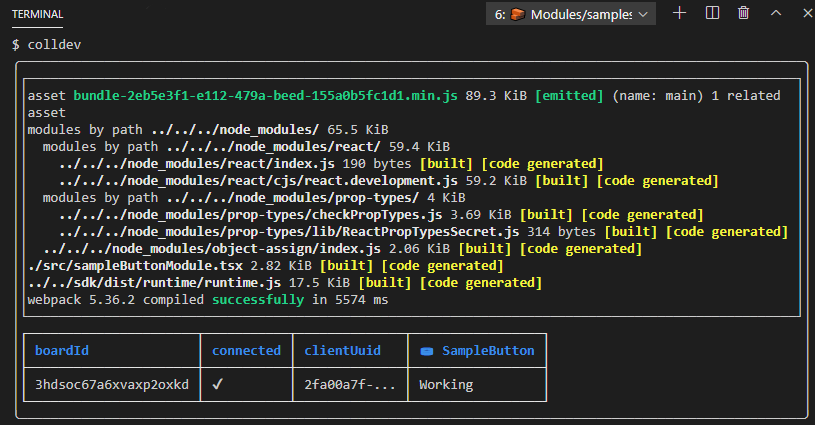 TERMINAL
6: Modules/samples
$ colldev
asset bundle-2eb5e3f1-e112-479a-beed-155a0b5fc1d1.min.js 89.3 KiB [emitted] (name: main) 1 related
asset
modules by path ../../../node_modules/ 65.5 KiB
modules by path ../../../node_modules/react/ 59.4 KiB
../../../node_modules/react/index.js 190 bytes [built] [code generated]
../../../node_modules/react/cjs/react.development.js 59.2 KiB [built] [code generated]
modules by path ../../../node_modules/prop-types/ 4 KiB
../../../node_modules/prop-types/checkPropTypes.js 3.69 KiB [built] [code generated]
../../../node_modules/prop-types/lib/ReactPropTypesSecret.js 314 bytes [built] [code generated]
../../../node_modules/object-assign/index.js 2.06 KiB [built] [code generated]
./src/sampleButtonModule.tsx 2.82 KiB [built] [code generated]
../../sdk/dist/runtime/runtime.js 17.5 KiB [built] [code generated]
webpack 5.36.2 compiled successfully in 5574 ms
boardId connected clientUuid SampleButton
3hdsoc67a6xvaxp2oxkd ✓ 2fa00a7f-... Working